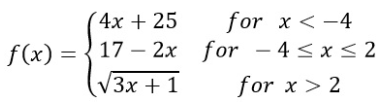 4x + 25 for x < −4
f(x) = { 17 − 2x for − 4 ≤ x ≤ 2
√3x + 1 for x > 2